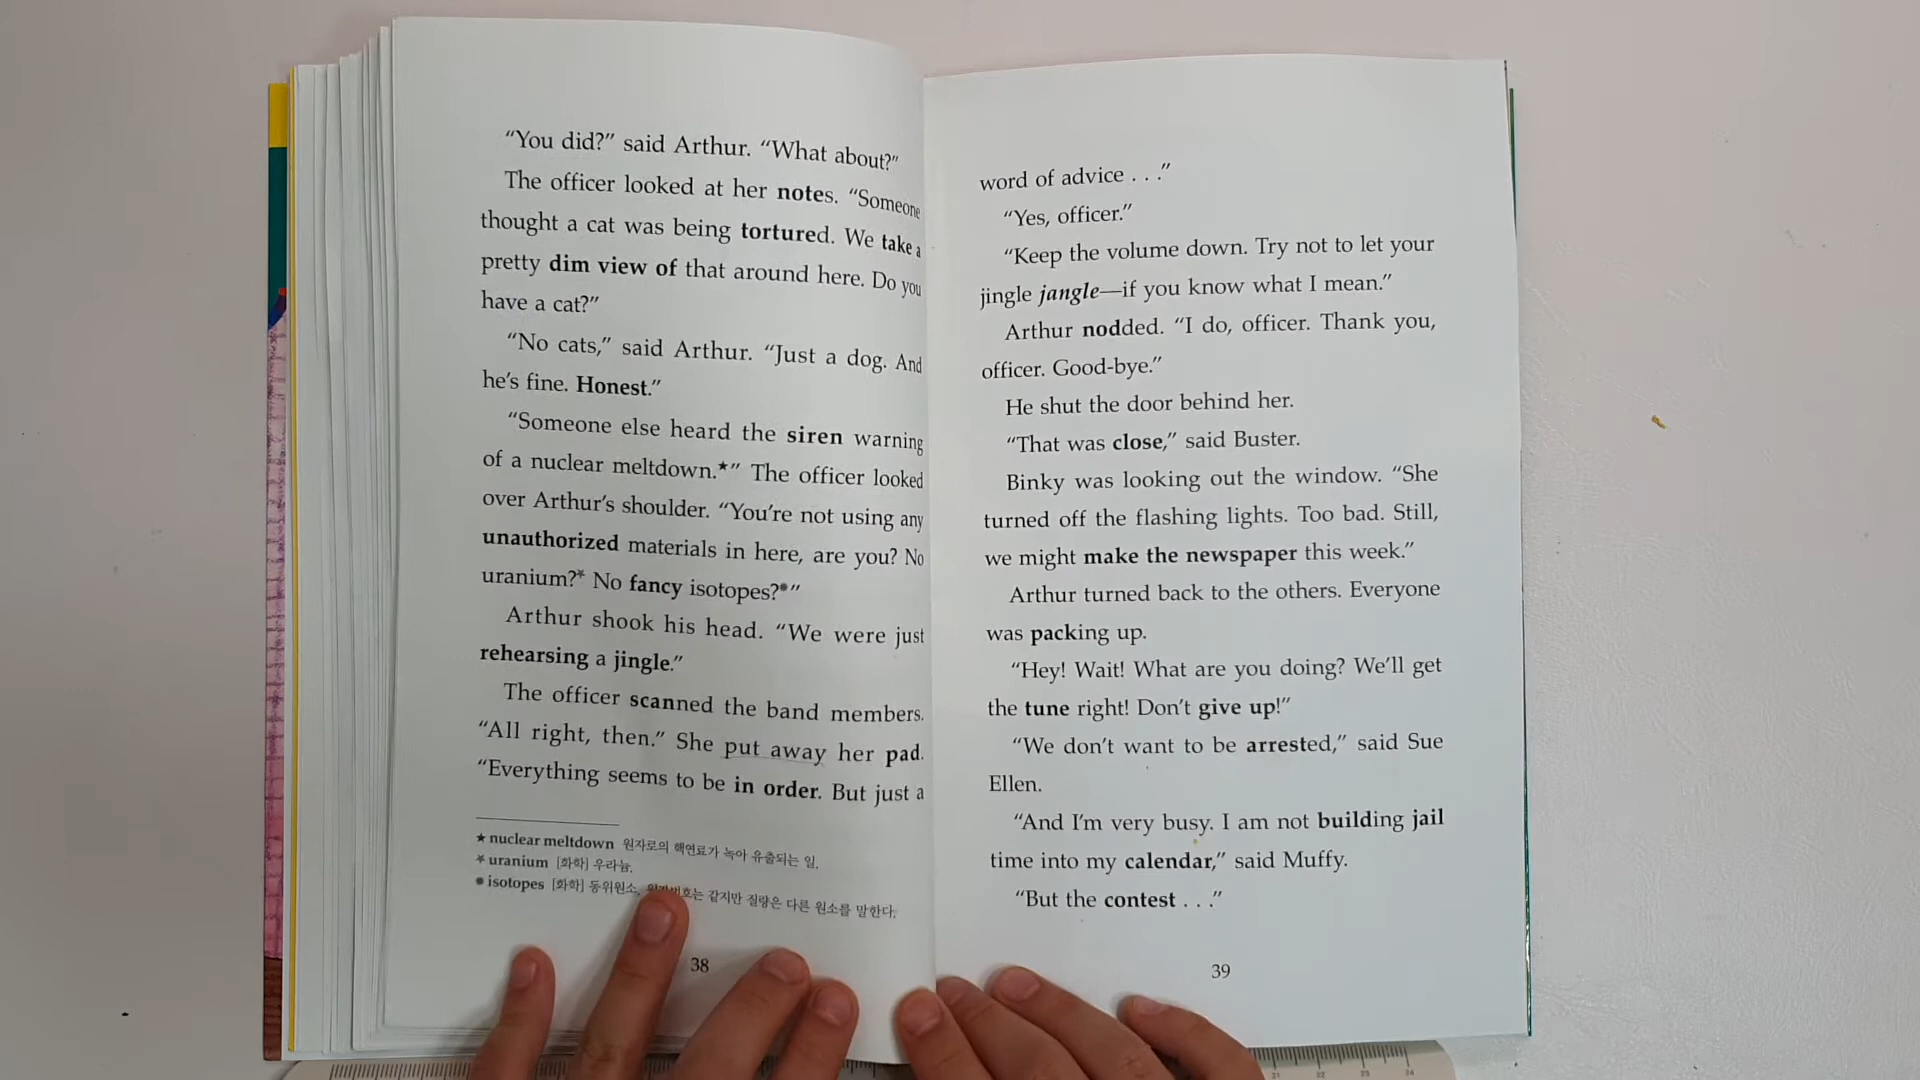 “You did?” said Arthur. “What about?”
The officer looked at her notes. “Someone
thought a cat was being tortured. We take a
pretty dim view of that around here. Do you
have a cat?”
“No cats,” said Arthur. “Just a dog. And
he’s fine. Honest.”
“Someone else heard the siren warning
of a nuclear meltdown.★” The officer looked
over Arthur’s shoulder. “You’re not using any
unauthorized materials in here, are you? No
uranium?* No fancy isotopes?●”
Arthur shook his head. “We were just
rehearsing a jingle.”
The officer scanned the band members.
“All right, then.” She put away her pad.
“Everything seems to be in order. But just a
★ nuclear meltdown 원자로의 핵연료가 녹아 유출되는 일.
* uranium [화학] 우라늄.
● isotopes [화학] 동위원소. 같지만 질량은 다른 원소를 말한다.
38
word of advice . . .”
“Yes, officer.”
“Keep the volume down. Try not to let your
jingle jangle—if you know what I mean.”
Arthur nodded. “I do, officer. Thank you,
officer. Good-bye.”
He shut the door behind her.
“That was close,” said Buster.
Binky was looking out the window. “She
turned off the flashing lights. Too bad. Still,
we might make the newspaper this week.”
Arthur turned back to the others. Everyone
was packing up.
“Hey! Wait! What are you doing? We’ll get
the tune right! Don’t give up!”
“We don’t want to be arrested,” said Sue
Ellen.
“And I’m very busy. I am not building jail
time into my calendar,” said Muffy.
“But the contest . . .”
39
21 22 23 24